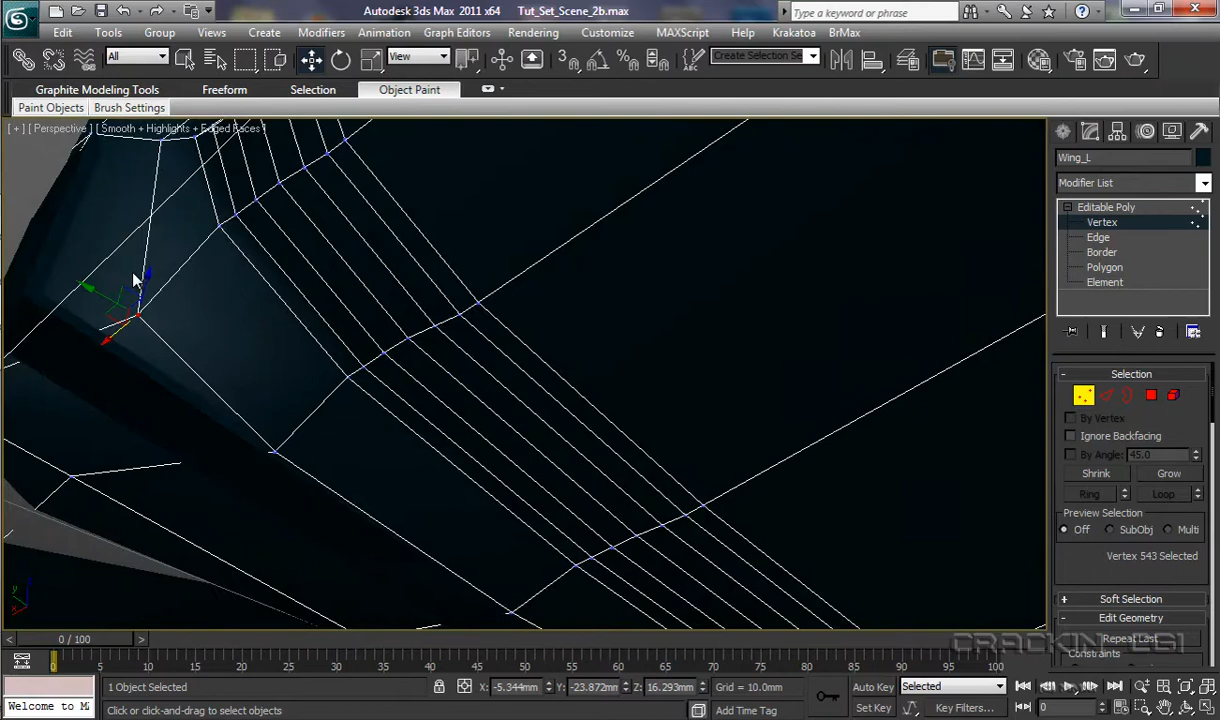 Autodesk 3ds Max 2011 x64 Tut_Set_Scene_2b.max
Type a keyword or phrase
Edit Tools Group Views Create Modifiers Animation Graph Editors Rendering Customize MAXScript Help Krakatoa BrMax
All View Create Selection Se
Graphite Modeling Tools Freeform Selection Object Paint
Paint Objects Brush Settings
[ + ] [ Perspective ] [ Smooth + Highlights + Edged Faces ]
Wing_L
Modifier List
Editable Poly
Vertex
Edge
Border
Polygon
Element
Selection
By Vertex
Ignore Backfacing
By Angle: 45.0
Shrink Grow
Ring Loop
Preview Selection
Off SubObj Multi
Vertex 543 Selected
Soft Selection
Edit Geometry
Repeat Last
Constraints
0 / 100
0 5 10 15 20 25 30 35 40 45 50 55 60 65 70 75 80 85 90 95 100
1 Object Selected X: -5.344mm Y: -23.872mm Z: 16.293mm Grid = 10.0mm Auto Key Selected
Welcome to MA Click or click-and-drag to select objects Add Time Tag Set Key Key Filters... 0